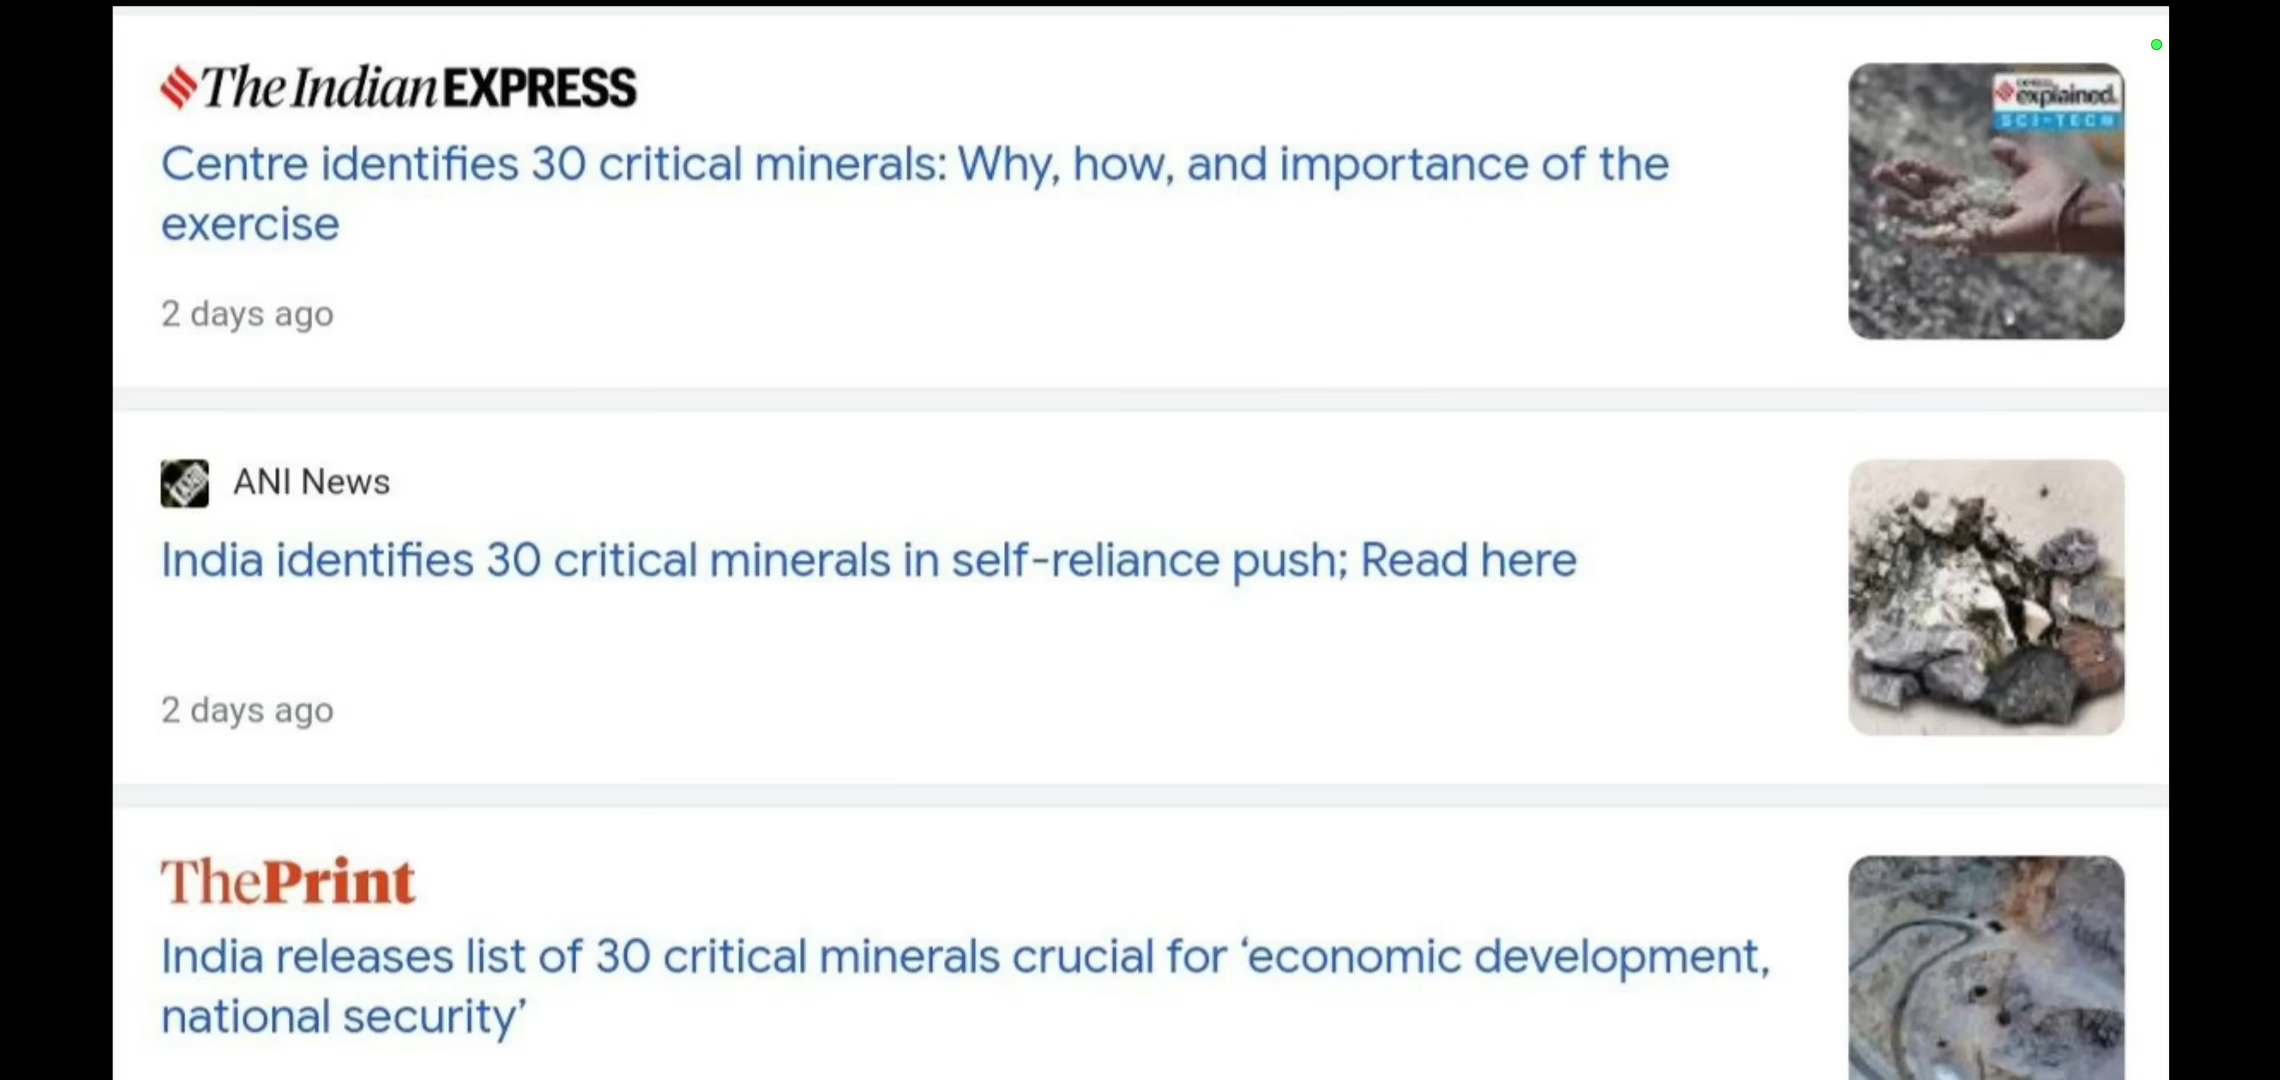 The Indian EXPRESS
Centre identifies 30 critical minerals: Why, how, and importance of the
exercise
2 days ago
explained.
SCI-TECH
ANI News
India identifies 30 critical minerals in self-reliance push; Read here
2 days ago
ThePrint
India releases list of 30 critical minerals crucial for ‘economic development,
national security’